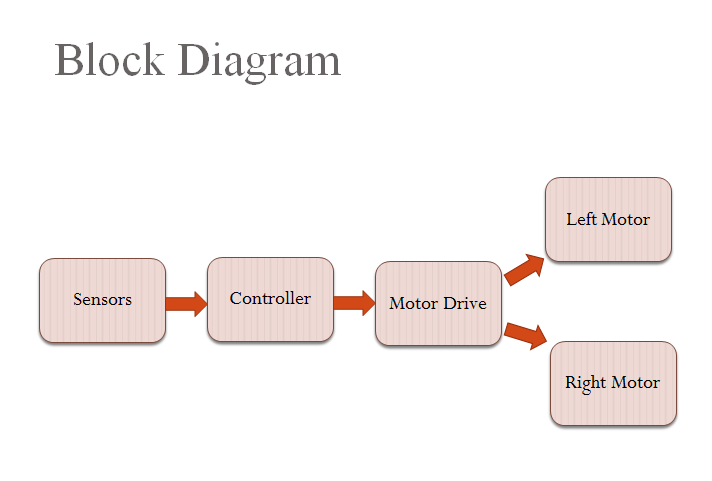 Block Diagram
Sensors
Controller
Motor Drive
Left Motor
Right Motor